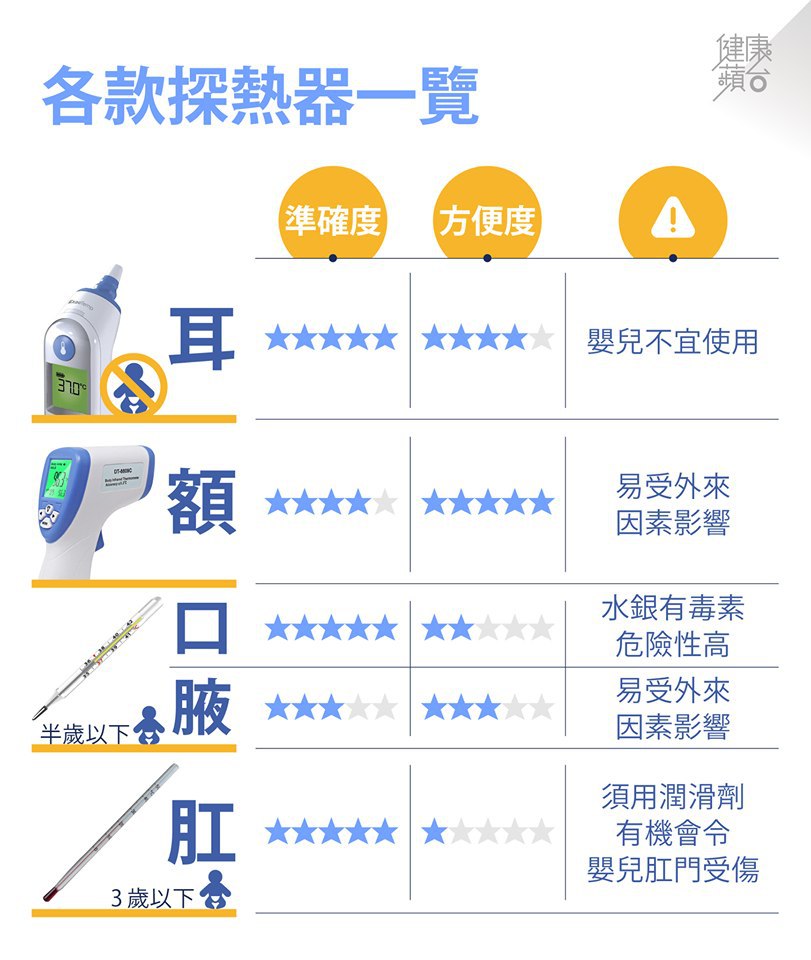 健康
蘋台
各款探熱器一覽
準確度
方便度
耳
37.0°C
嬰兒不宜使用
DT-8809C
額
易受外來
因素影響
口
水銀有毒素
危險性高
腋
半歲以下
易受外來
因素影響
肛
3歲以下
須用潤滑劑
有機會令
嬰兒肛門受傷